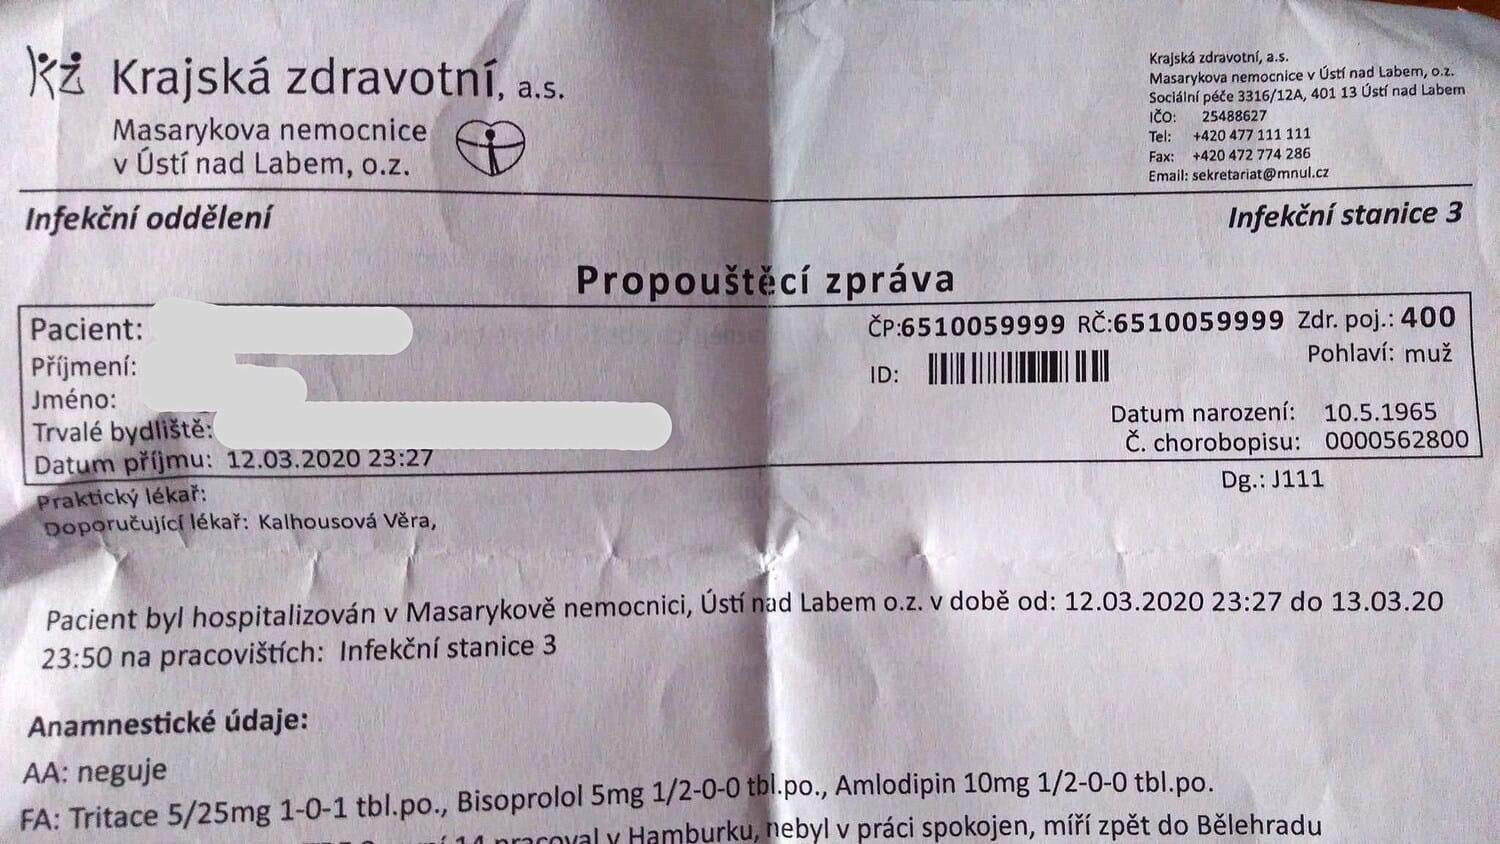 Krajská zdravotní, a.s.
Masarykova nemocnice
v Ústí nad Labem, o.z.
Krajská zdravotní, a.s.
Masarykova nemocnice v Ústí nad Labem, o.z.
Sociální péče 3316/12A, 401 13 Ústí nad Labem
IČO: 25488627
Tel: +420 477 111 111
Fax: +420 472 774 286
Email: sekretariat@mnul.cz
Infekční oddělení
Infekční stanice 3
Propouštěcí zpráva
Pacient:
Příjmení:
Jméno:
Trvalé bydliště:
Datum příjmu: 12.03.2020 23:27
ČP:6510059999 RČ:6510059999 Zdr. poj.: 400
ID:
Pohlaví: muž
Datum narození: 10.5.1965
Č. chorobopisu: 0000562800
Dg.: J111
Praktický lékař:
Doporučující lékař: Kalhousová Věra,
Pacient byl hospitalizován v Masarykově nemocnici, Ústí nad Labem o.z. v době od: 12.03.2020 23:27 do 13.03.20
23:50 na pracovištích: Infekční stanice 3
Anamnestické údaje:
AA: neguje
FA: Tritace 5/25mg 1-0-1 tbl.po., Bisoprolol 5mg 1/2-0-0 tbl.po., Amlodipin 10mg 1/2-0-0 tbl.po.
14 pracoval v Hamburku, nebyl v práci spokojen, míří zpět do Bělehradu